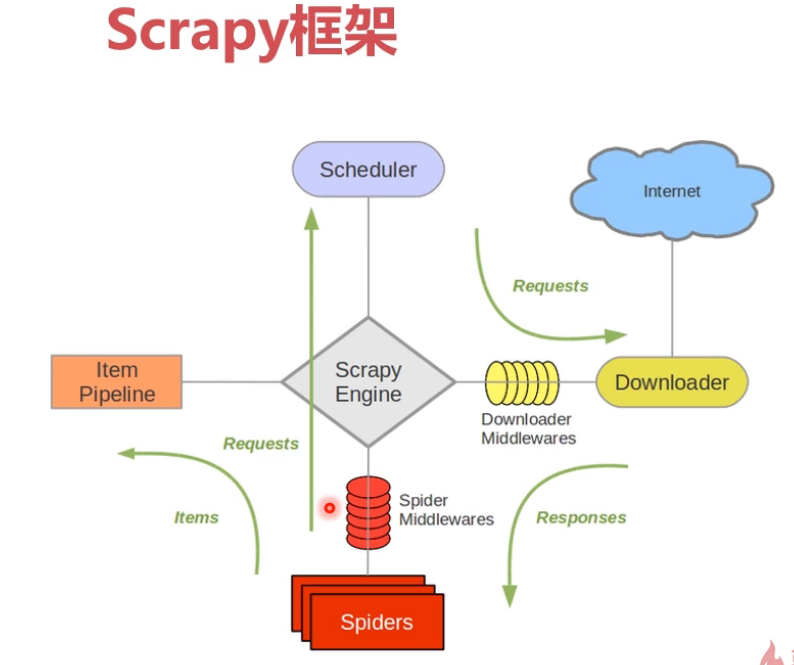 Scrapy框架
Scheduler
Internet
Requests
Item
Pipeline
Scrapy
Engine
Downloader
Downloader
Middlewares
Requests
Spider
Middlewares
Items
Responses
Spiders